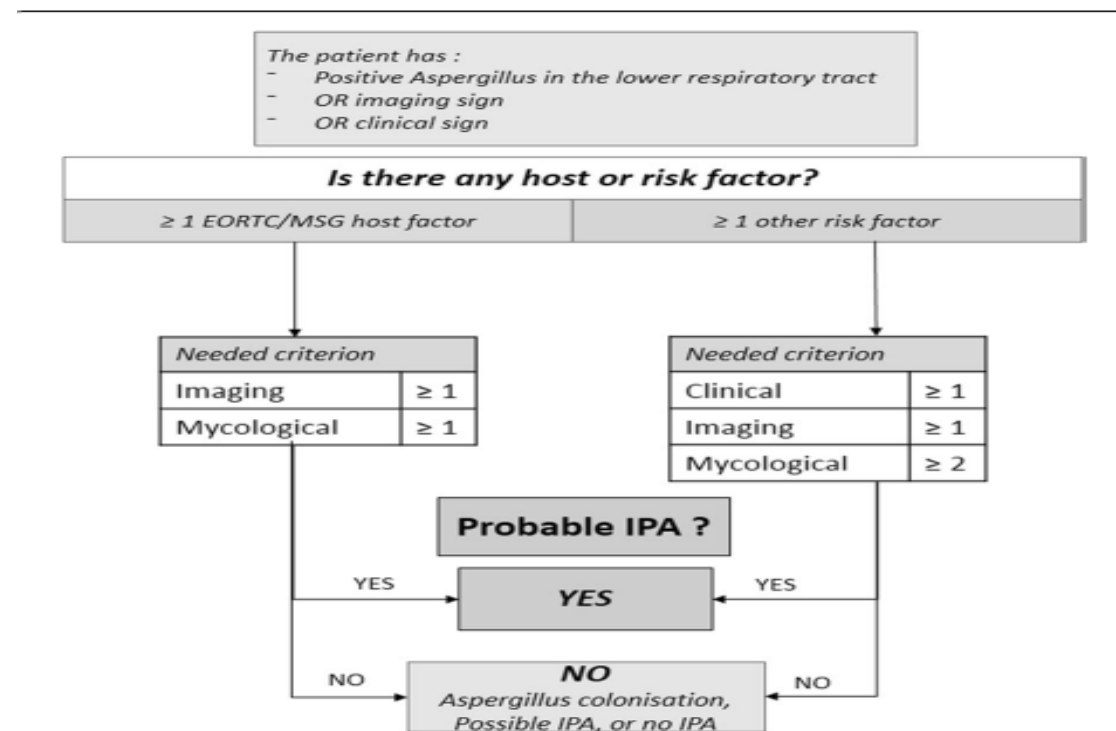 The patient has :
- Positive Aspergillus in the lower respiratory tract
- OR imaging sign
- OR clinical sign
Is there any host or risk factor?
≥ 1 EORTC/MSG host factor
≥ 1 other risk factor
Needed criterion
Imaging ≥ 1
Mycological ≥ 1
Needed criterion
Clinical ≥ 1
Imaging ≥ 1
Mycological ≥ 2
Probable IPA ?
YES
YES
YES
NO
NO
NO
Aspergillus colonisation,
Possible IPA, or no IPA